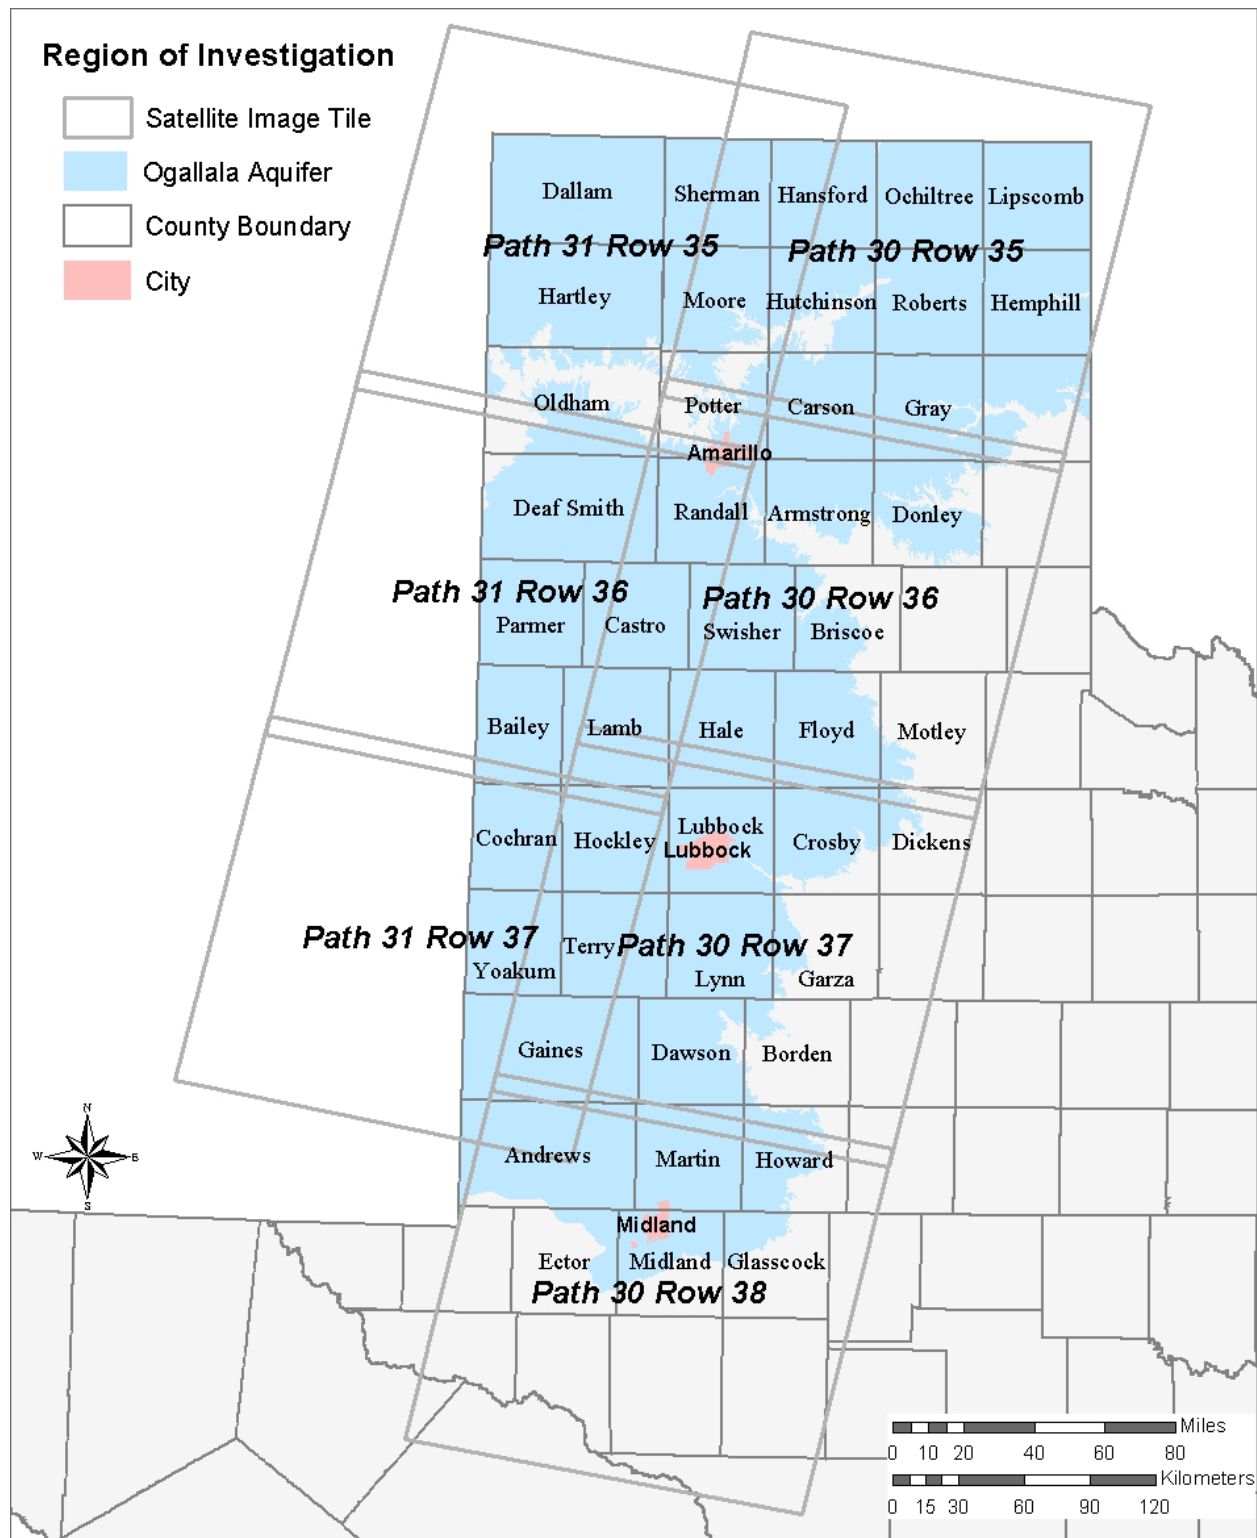 Region of Investigation
Satellite Image Tile
Ogallala Aquifer
County Boundary
City
Dallam
Sherman
Hansford
Ochiltree
Lipscomb
Path 31 Row 35
Path 30 Row 35
Hartley
Moore
Hutchinson
Roberts
Hemphill
Oldham
Potter
Carson
Gray
Amarillo
Deaf Smith
Randall
Armstrong
Donley
Path 31 Row 36
Path 30 Row 36
Parmer
Castro
Swisher
Briscoe
Bailey
Lamb
Hale
Floyd
Motley
Cochran
Hockley
Lubbock
Lubbock
Crosby
Dickens
Path 31 Row 37
Path 30 Row 37
Yoakum
Terry
Lynn
Garza
Gaines
Dawson
Borden
N
W
E
S
Andrews
Martin
Howard
Midland
Ector
Midland
Glasscock
Path 30 Row 38
Miles
0 10 20 40 60 80
Kilometers
0 15 30 60 90 120